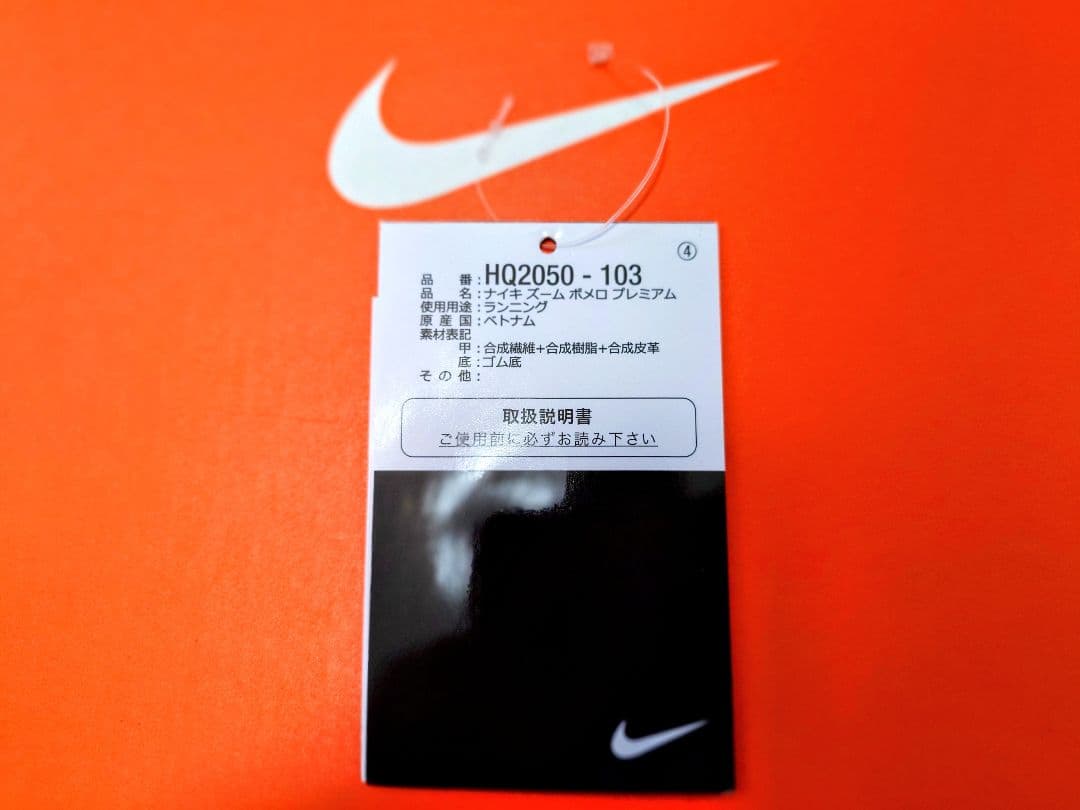 ④
品番：HQ2050 - 103
品名：ナイキ ズーム ボメロ プレミアム
使用用途：ランニング
原産国：ベトナム
素材表記
甲：合成繊維+合成樹脂+合成皮革
底：ゴム底
その他：
取扱説明書
ご使用前に必ずお読み下さい